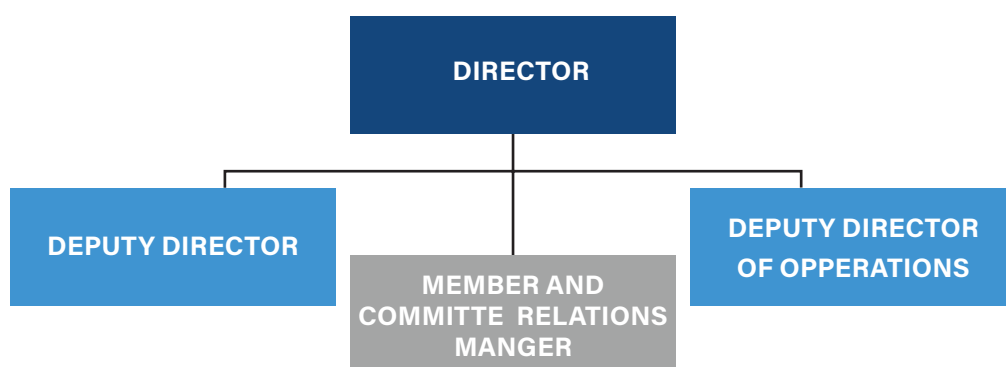 DIRECTOR
DEPUTY DIRECTOR
DEPUTY DIRECTOR
OF OPPERATIONS
MEMBER AND
COMMITTE RELATIONS
MANGER